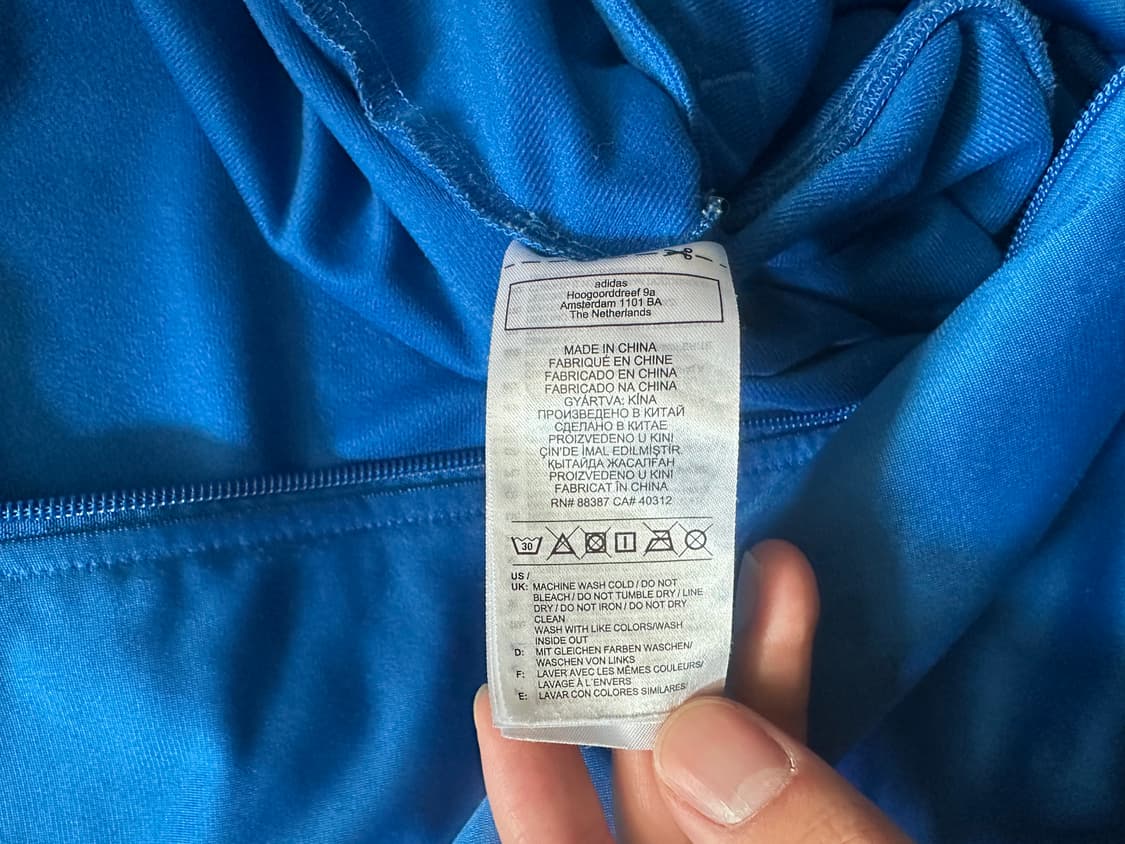 adidas
Hoogoorddreef 9a
Amsterdam 1101 BA
The Netherlands
MADE IN CHINA
FABRIQUÉ EN CHINE
FABRICADO EN CHINA
FABRICADO NA CHINA
GYÁRTVA: KÍNA
ПРОИЗВЕДЕНО В КИТАЙ
СДЕЛАНО В КИТАЕ
PROIZVEDENO U KINI
ÇIN'DE İMAL EDILMIŞTIR.
ҚЫТАЙДА ЖАСАЛҒАН
PROIZVEDENO U KINI
FABRICAT ÎN CHINA
RN# 88387 CA# 40312
30
US /
UK: MACHINE WASH COLD / DO NOT
BLEACH / DO NOT TUMBLE DRY / LINE
DRY / DO NOT IRON / DO NOT DRY
CLEAN
WASH WITH LIKE COLORS/WASH
INSIDE OUT
D: MIT GLEICHEN FARBEN WASCHEN/
WASCHEN VON LINKS
F: LAVER AVEC LES MÊMES COULEURS/
LAVAGE À L´ENVERS
E: LAVAR CON COLORES SIMILARES/